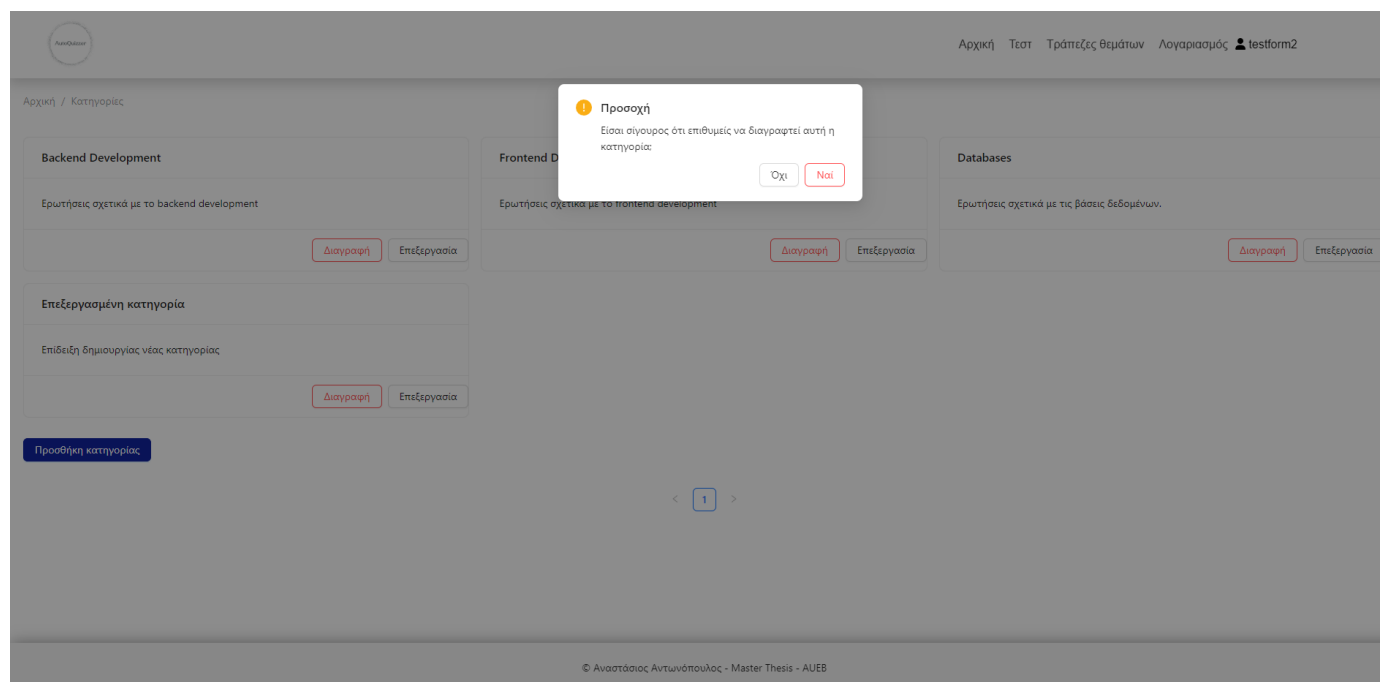 AutoQuizzer
Αρχική Τεστ Τράπεζες θεμάτων Λογαριασμός testform2
Αρχική / Κατηγορίες
Προσοχή
Είσαι σίγουρος ότι επιθυμείς να διαγραφτεί αυτή η
κατηγορία;
Όχι Ναί
Backend Development
Ερωτήσεις σχετικά με το backend development
Διαγραφή Επεξεργασία
Frontend D
Ερωτήσεις σχετικά με το frontend development
Διαγραφή Επεξεργασία
Databases
Ερωτήσεις σχετικά με τις βάσεις δεδομένων.
Διαγραφή Επεξεργασία
Επεξεργασμένη κατηγορία
Επίδειξη δημιουργίας νέας κατηγορίας
Διαγραφή Επεξεργασία
Προσθήκη κατηγορίας
< 1 >
© Αναστάσιος Αντωνόπουλος - Master Thesis - AUEB